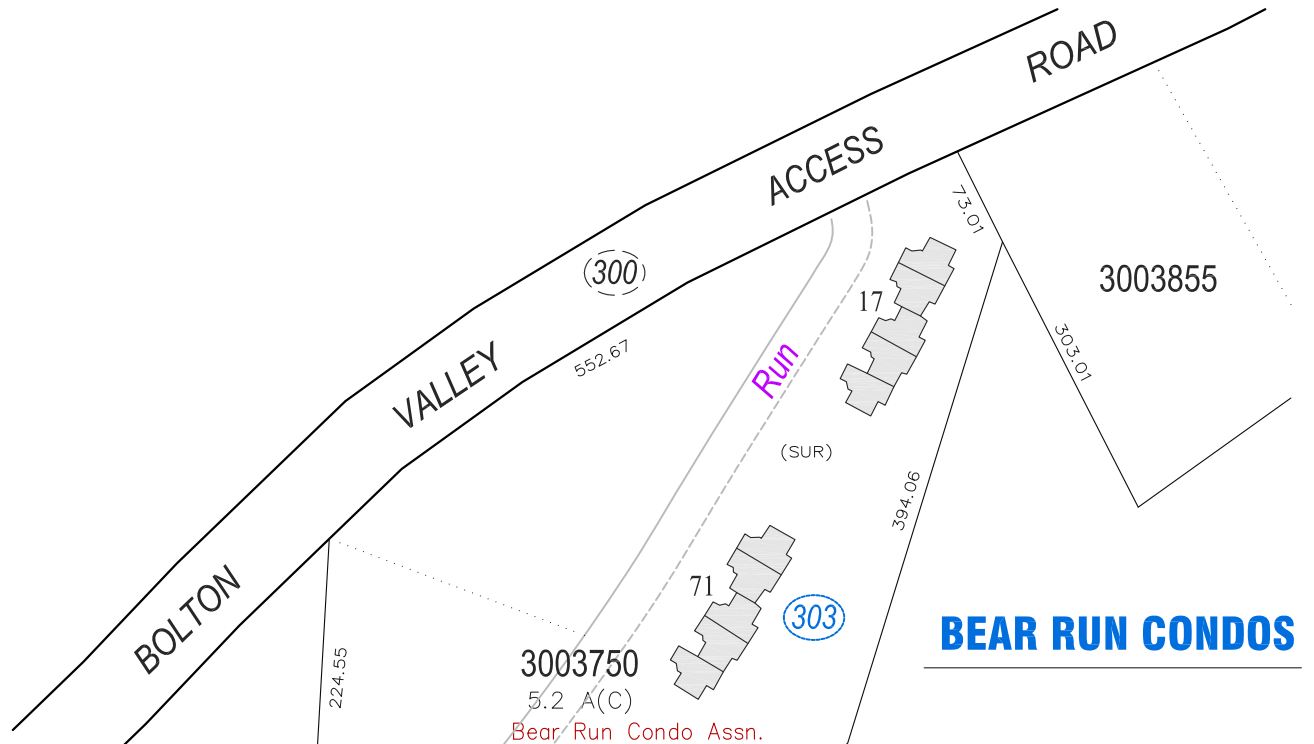 ROAD
ACCESS
73.01
300
3003855
17
VALLEY
552.67
Run
303.01
(SUR)
394.06
BOLTON
71
303
BEAR RUN CONDOS
224.55
3003750
5.2 A(C)
Bear Run Condo Assn.